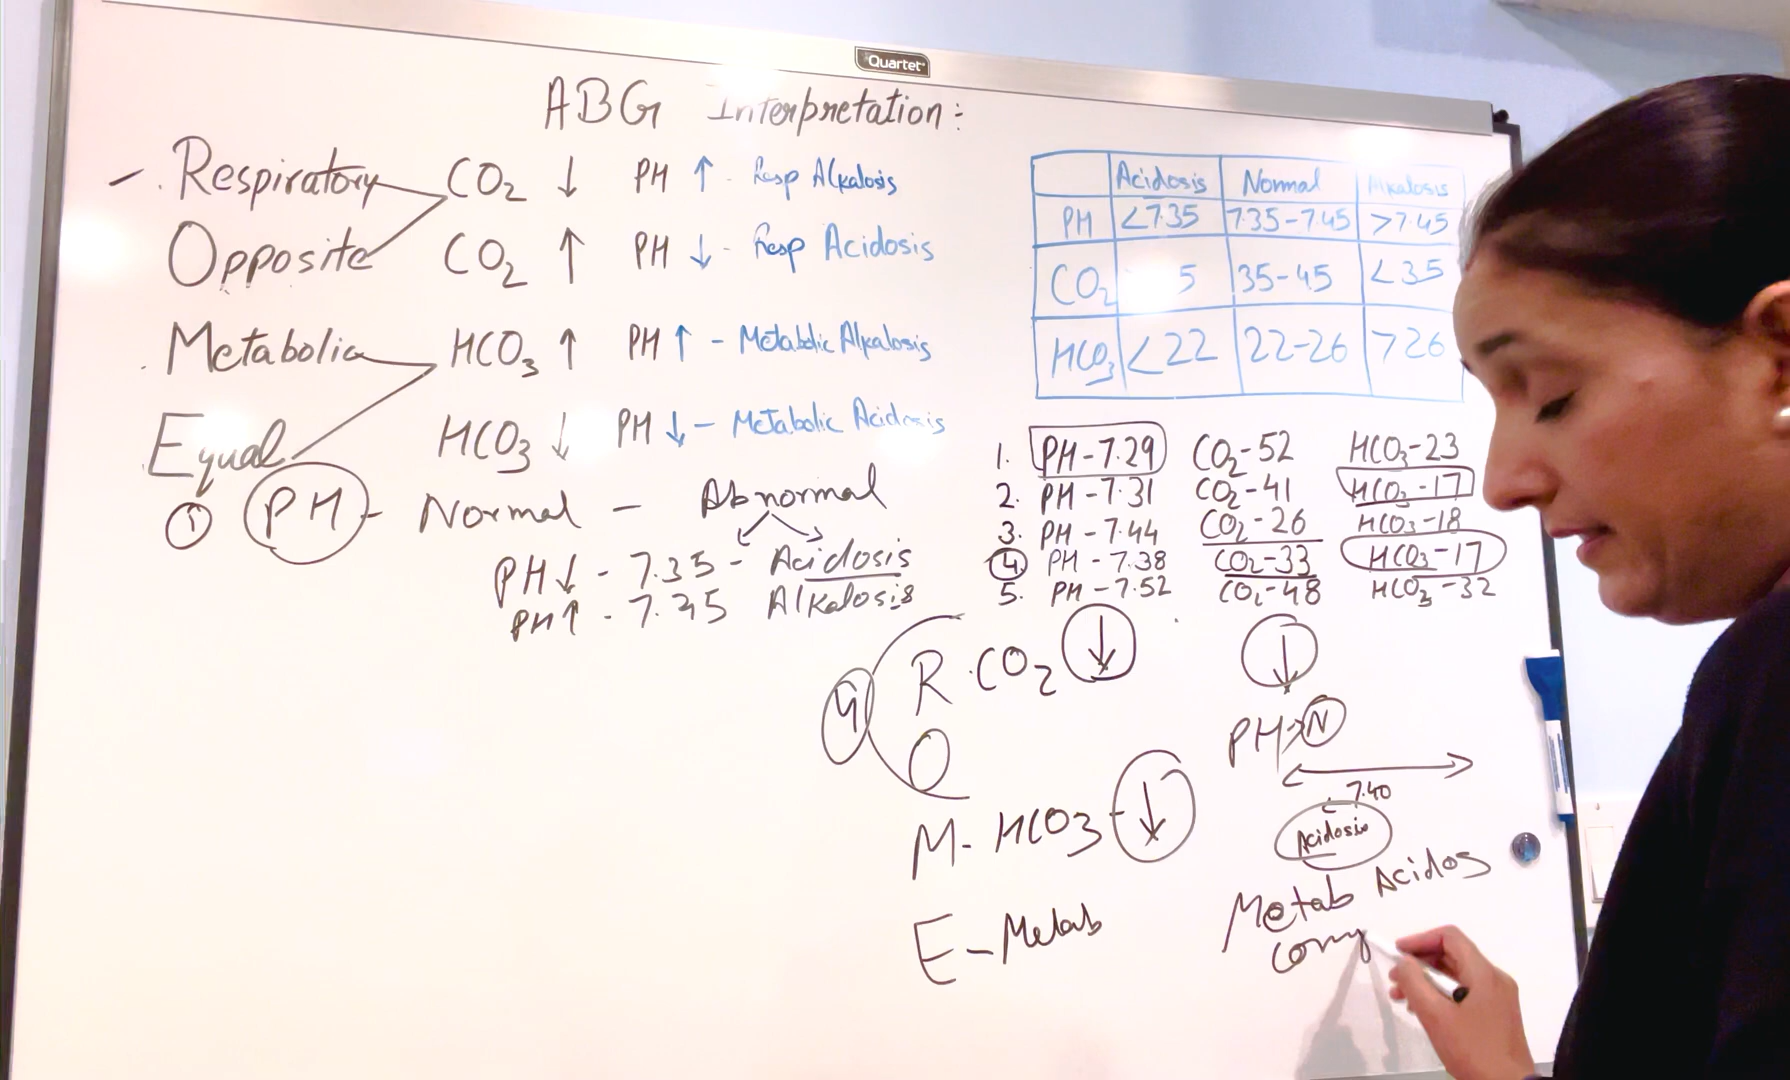 Quartet
ABG Interpretation:
Respiratory CO2 ↓ PH ↑ - Resp Alkalosis
Opposite CO2 ↑ PH ↓ - Resp Acidosis
Metabolic HCO3 ↑ PH ↑ - Metabolic Alkalosis
Equal HCO3 ↓ PH ↓ - Metabolic Acidosis
① PH - Normal - Abnormal
PH ↓ - 7.35 - Acidosis
PH ↑ - 7.45 Alkalosis
Acidosis Normal Alkalosis
PH <7.35 7.35-7.45 >7.45
CO2 5 35-45 <35
HCO3 <22 22-26 >26
1. PH-7.29 CO2-52 HCO3-23
2. PH-7.31 CO2-41 HCO3-17
3. PH-7.44 CO2-26 HCO3-18
4. PH-7.38 CO2-33 HCO3-17
5. PH-7.52 CO2-48 HCO3-32
4 R. CO2 ↓ ↓
O PH > N
7.40
M - HCO3 - ↓ Acidosis
E - Metab Metab Acidos
comp